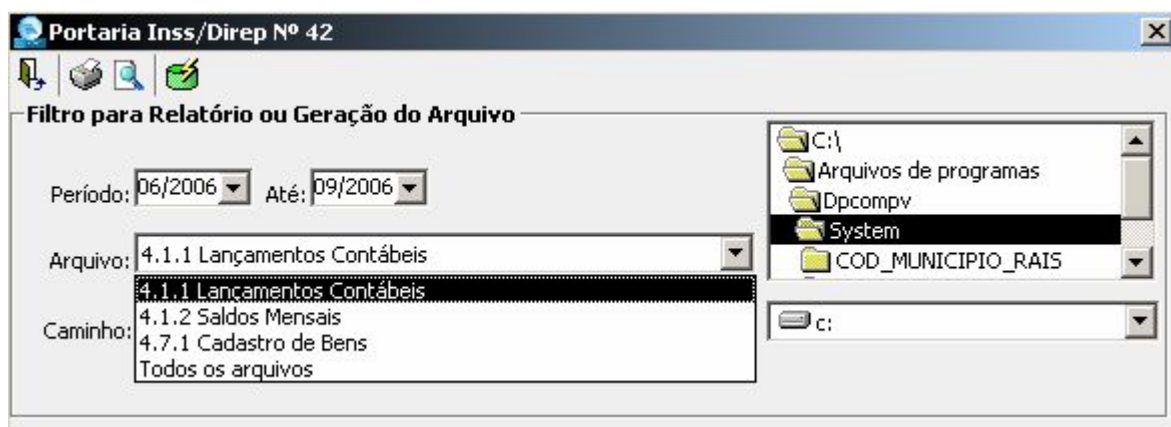 Portaria Inss/Direp Nº 42
Filtro para Relatório ou Geração do Arquivo
Período: 06/2006 Até: 09/2006
Arquivo: 4.1.1 Lançamentos Contábeis
4.1.1 Lançamentos Contábeis
4.1.2 Saldos Mensais
4.7.1 Cadastro de Bens
Todos os arquivos
Caminho:
C:\
Arquivos de programas
Dpcompv
System
COD_MUNICIPIO_RAIS
c: